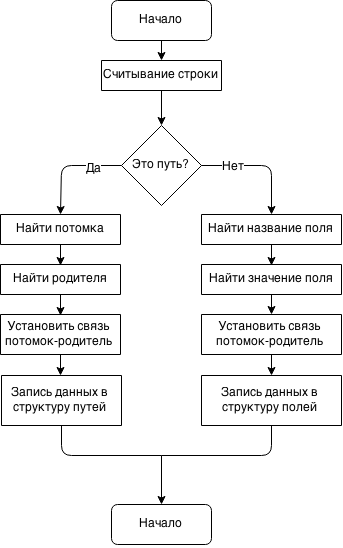 Начало
Считывание строки
Это путь?
Да
Нет
Найти потомка
Найти название поля
Найти родителя
Найти значение поля
Установить связь
потомок-родитель
Установить связь
потомок-родитель
Запись данных в
структуру путей
Запись данных в
структуру полей
Начало